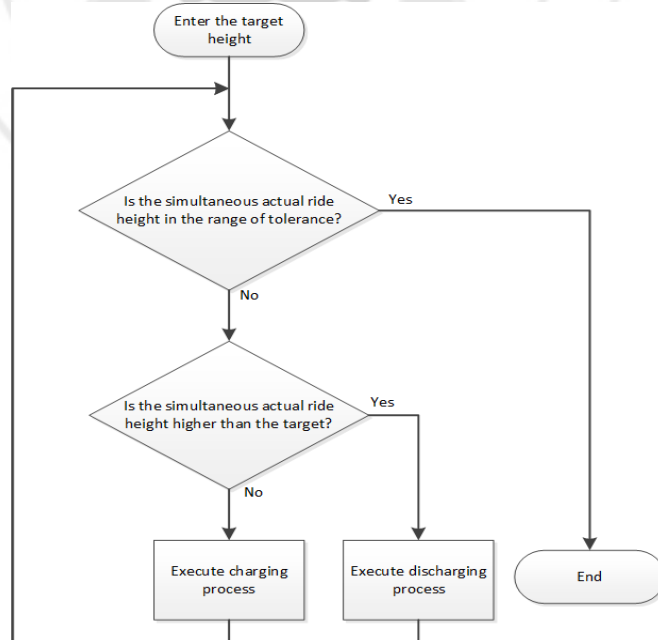 Enter the target
height
Is the simultaneous actual ride
height in the range of tolerance?
Yes
No
Is the simultaneous actual ride
height higher than the target?
Yes
No
Execute charging
process
Execute discharging
process
End